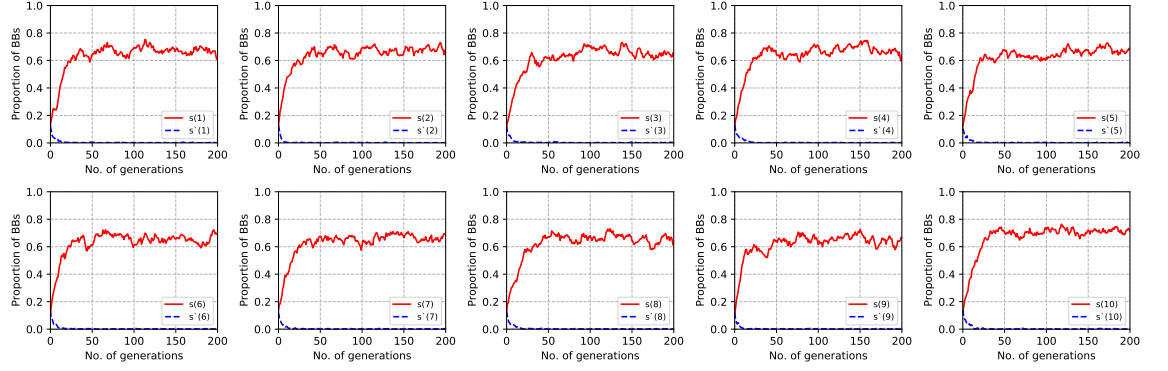 Proportion of BBs
1.0
0.8
0.6
0.4
0.2
0.0
0 50 100 150 200
No. of generations
s(1)
s`(1)
Proportion of BBs
1.0
0.8
0.6
0.4
0.2
0.0
0 50 100 150 200
No. of generations
s(2)
s`(2)
Proportion of BBs
1.0
0.8
0.6
0.4
0.2
0.0
0 50 100 150 200
No. of generations
s(3)
s`(3)
Proportion of BBs
1.0
0.8
0.6
0.4
0.2
0.0
0 50 100 150 200
No. of generations
s(4)
s`(4)
Proportion of BBs
1.0
0.8
0.6
0.4
0.2
0.0
0 50 100 150 200
No. of generations
s(5)
s`(5)
Proportion of BBs
1.0
0.8
0.6
0.4
0.2
0.0
0 50 100 150 200
No. of generations
s(6)
s`(6)
Proportion of BBs
1.0
0.8
0.6
0.4
0.2
0.0
0 50 100 150 200
No. of generations
s(7)
s`(7)
Proportion of BBs
1.0
0.8
0.6
0.4
0.2
0.0
0 50 100 150 200
No. of generations
s(8)
s`(8)
Proportion of BBs
1.0
0.8
0.6
0.4
0.2
0.0
0 50 100 150 200
No. of generations
s(9)
s`(9)
Proportion of BBs
1.0
0.8
0.6
0.4
0.2
0.0
0 50 100 150 200
No. of generations
s(10)
s`(10)